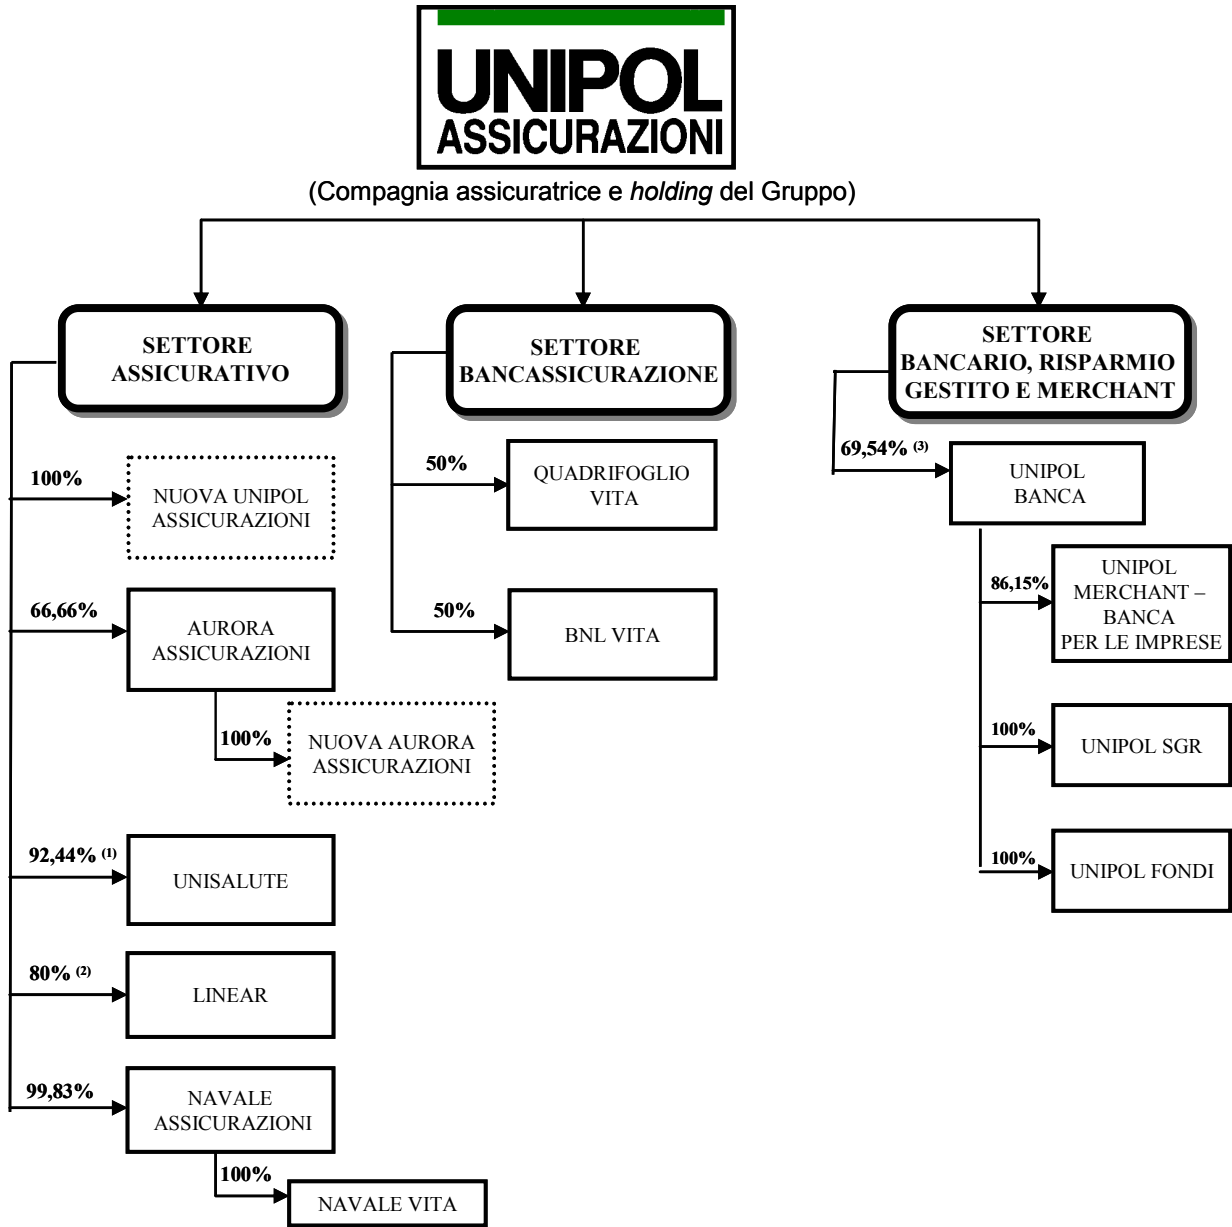 UNIPOL
ASSICURAZIONI
(Compagnia assicuratrice e holding del Gruppo)
SETTORE
ASSICURATIVO
100%
NUOVA UNIPOL
ASSICURAZIONI
66,66%
AURORA
ASSICURAZIONI
100%
NUOVA AURORA
ASSICURAZIONI
92,44% (1)
UNISALUTE
80% (2)
LINEAR
99,83%
NAVALE
ASSICURAZIONI
100%
NAVALE VITA
SETTORE
BANCASSICURAZIONE
50%
QUADRIFOGLIO
VITA
50%
BNL VITA
SETTORE
BANCARIO, RISPARMIO
GESTITO E MERCHANT
69,54% (3)
UNIPOL
BANCA
86,15%
UNIPOL
MERCHANT –
BANCA
PER LE IMPRESE
100%
UNIPOL SGR
100%
UNIPOL FONDI